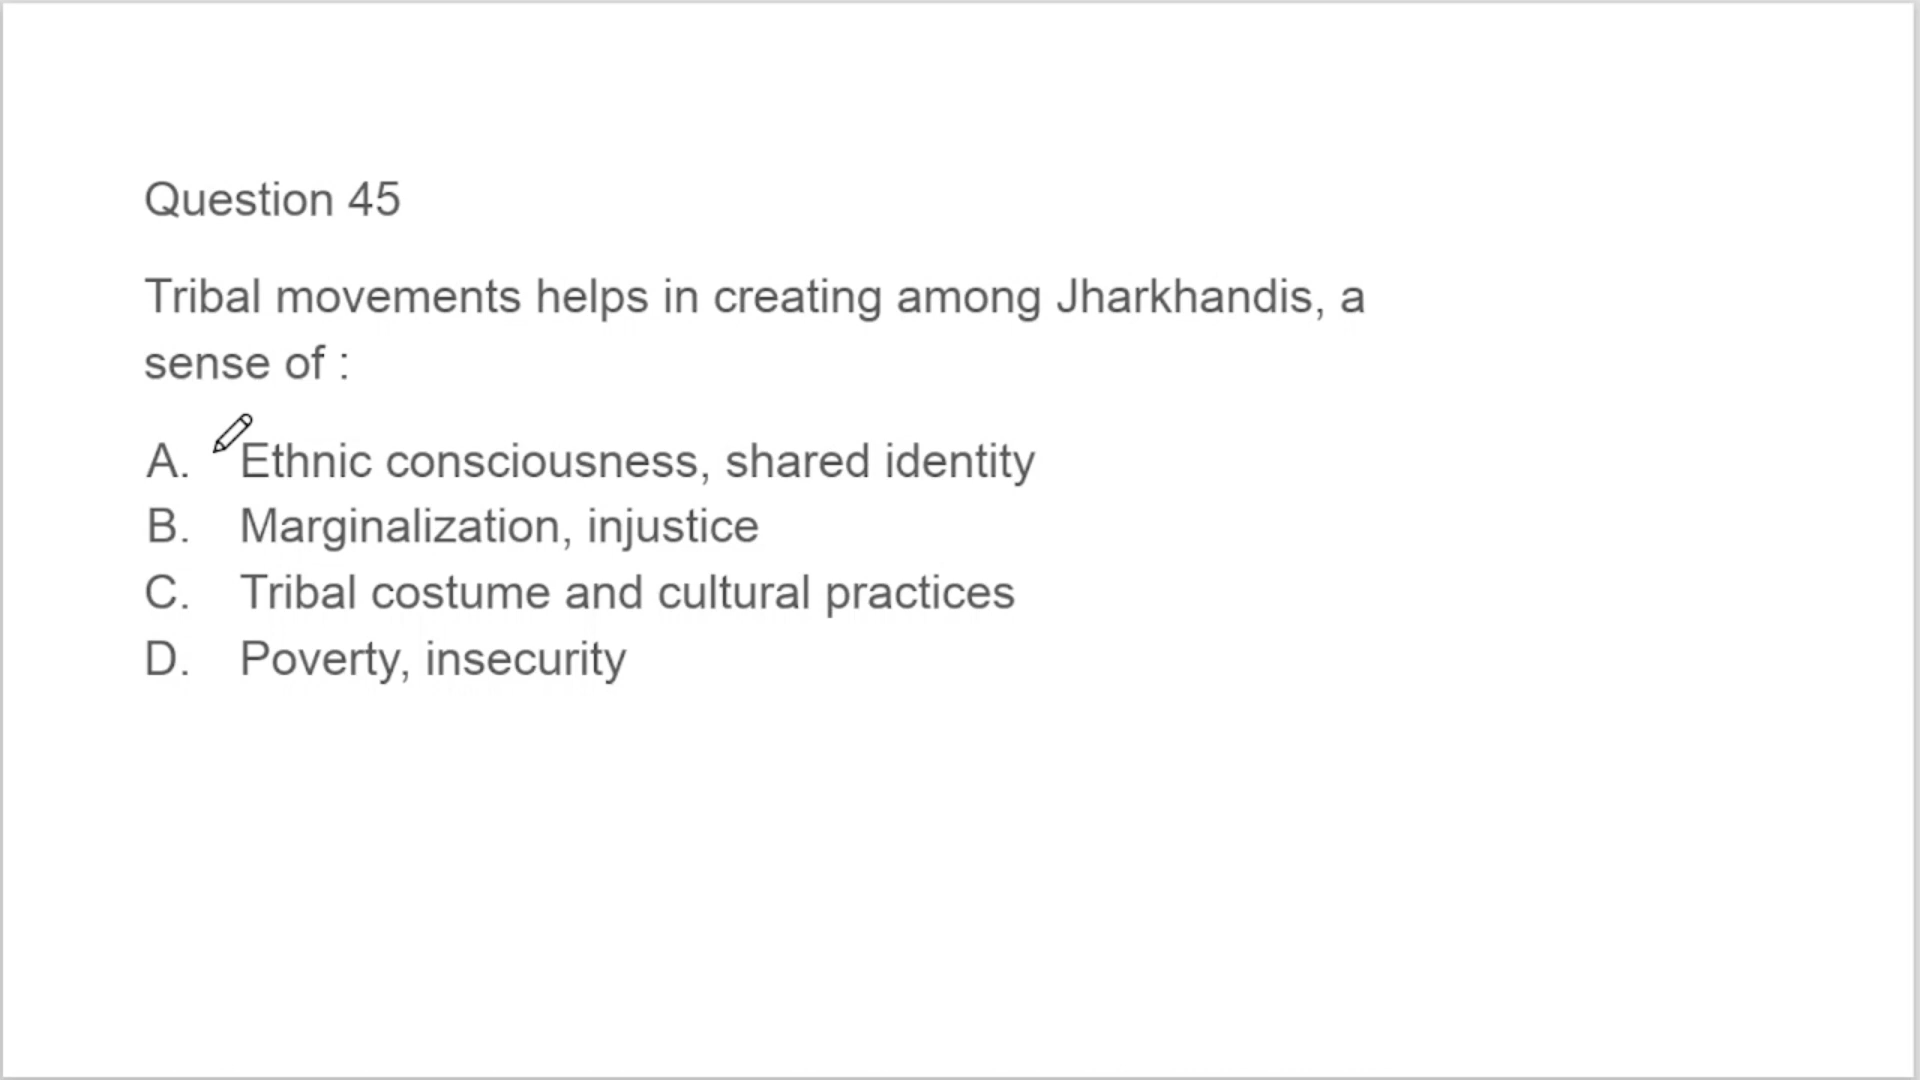 Question 45
Tribal movements helps in creating among Jharkhandis, a
sense of :
A. Ethnic consciousness, shared identity
B. Marginalization, injustice
C. Tribal costume and cultural practices
D. Poverty, insecurity